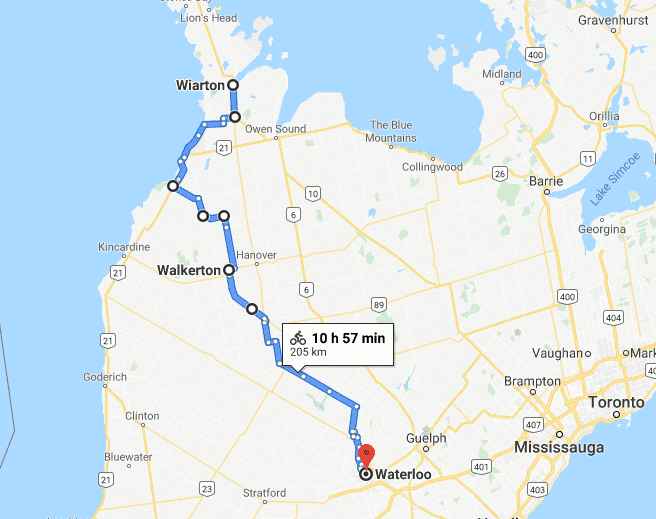 Lion's Head
Gravenhurst
400
Midland
Wiarton
Orillia
Owen Sound
The Blue
Mountains
21
11
Collingwood
26
Barrie
Lake Simcoe
10
6
Georgina
Kincardine
Hanover
21
Walkerton
6
89
400
404
10 h 57 min
205 km
21
Vaughan
Mark
Goderich
Brampton
Toronto
Clinton
407
Guelph
Mississauga
Bluewater
Waterloo
401
23
403
21
Stratford